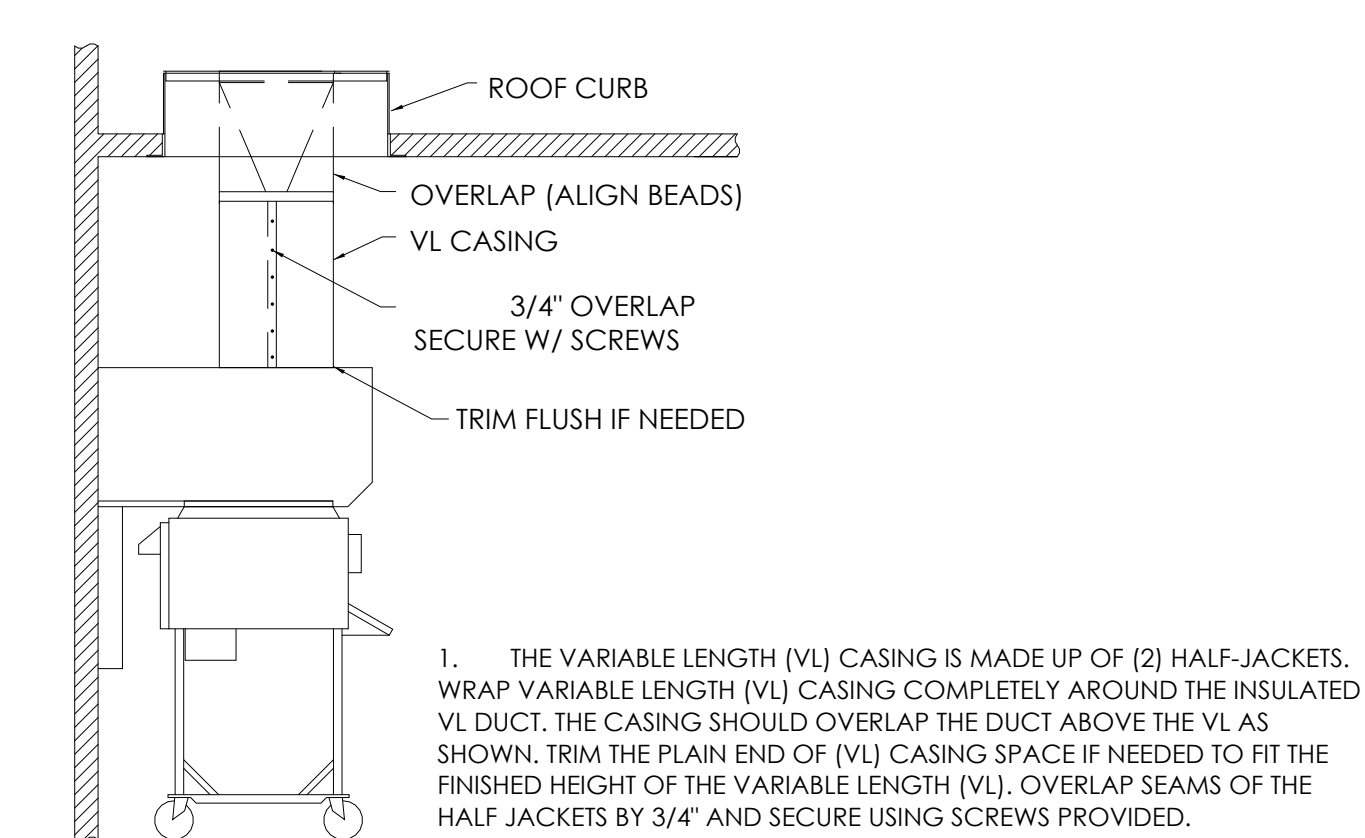 ROOF CURB
OVERLAP (ALIGN BEADS)
VL CASING
3/4" OVERLAP
SECURE W/ SCREWS
TRIM FLUSH IF NEEDED
1. THE VARIABLE LENGTH (VL) CASING IS MADE UP OF (2) HALF-JACKETS.
WRAP VARIABLE LENGTH (VL) CASING COMPLETELY AROUND THE INSULATED
VL DUCT. THE CASING SHOULD OVERLAP THE DUCT ABOVE THE VL AS
SHOWN. TRIM THE PLAIN END OF (VL) CASING SPACE IF NEEDED TO FIT THE
FINISHED HEIGHT OF THE VARIABLE LENGTH (VL). OVERLAP SEAMS OF THE
HALF JACKETS BY 3/4" AND SECURE USING SCREWS PROVIDED.